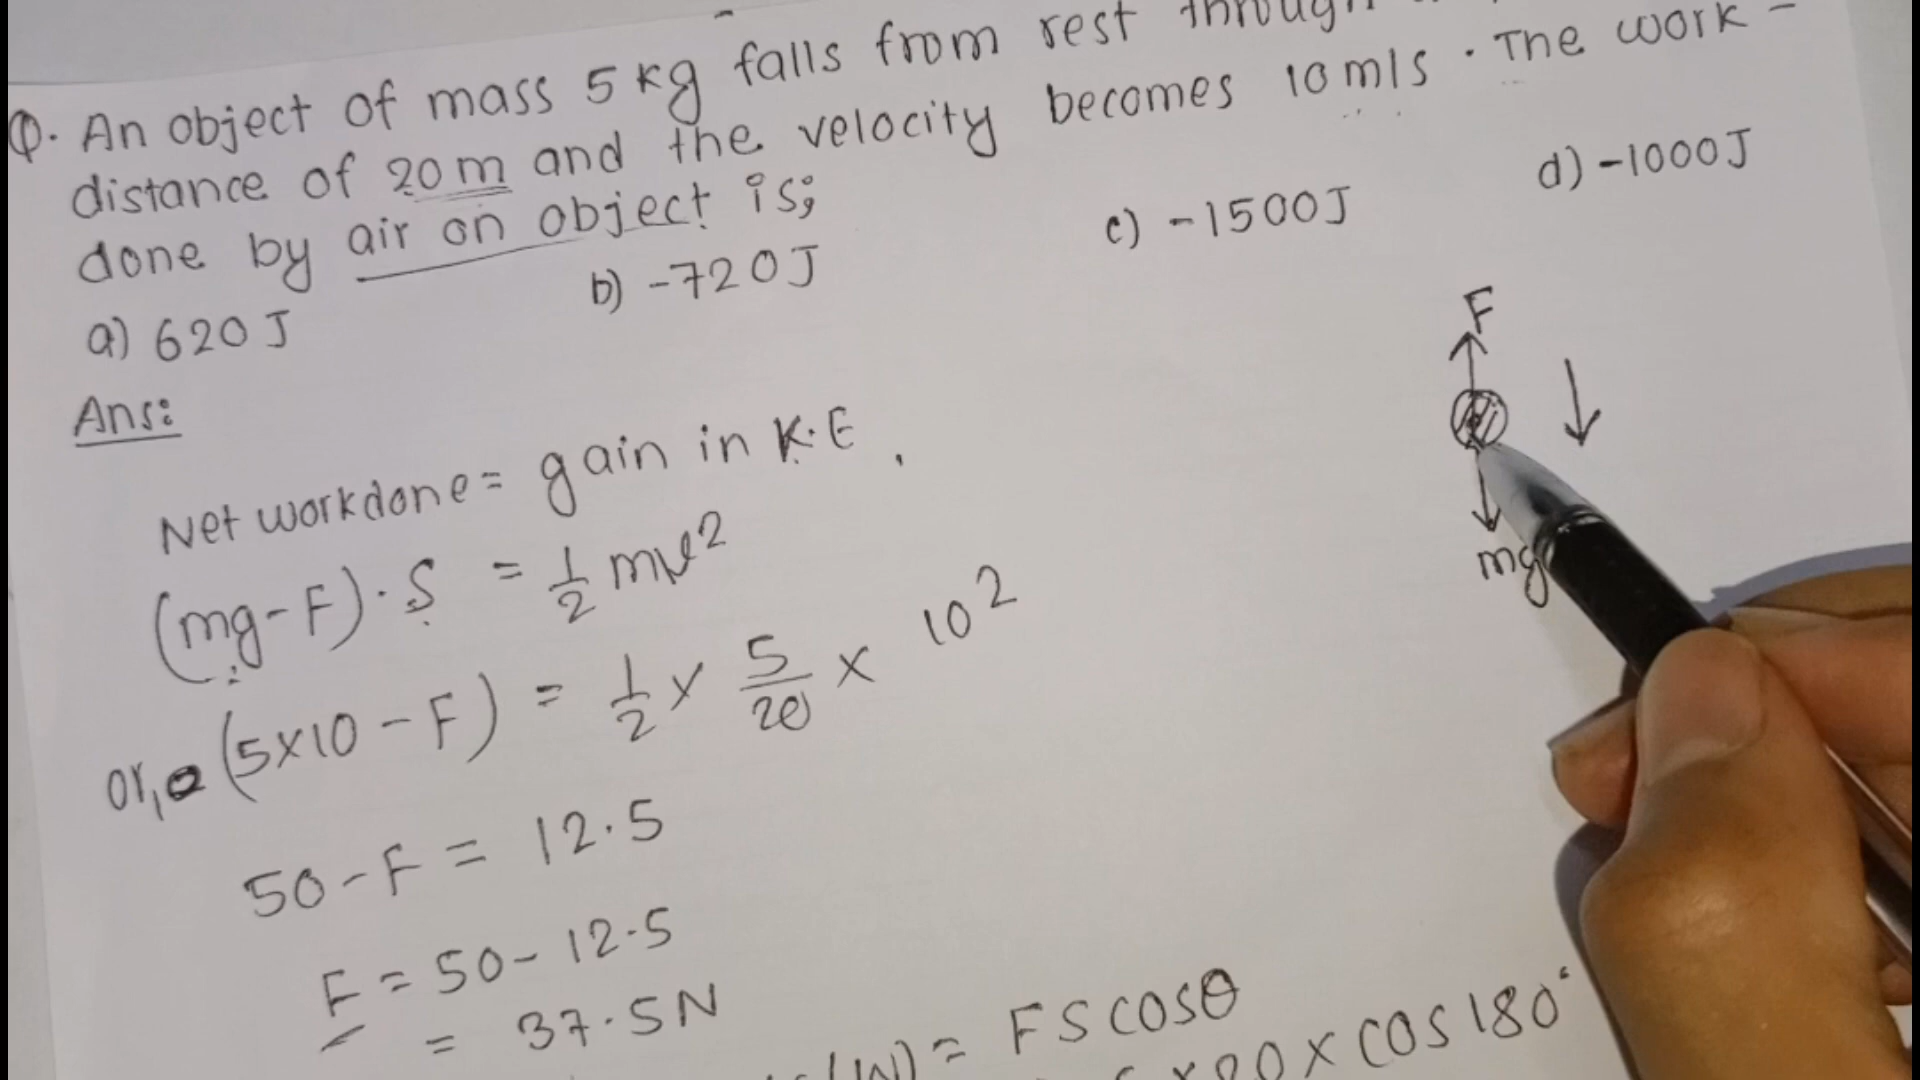 Q. An object of mass 5 kg falls from rest through
distance of 20 m and the velocity becomes 10 m/s. The work-
done by air on object is;
a) 620 J b) -720 J c) -1500 J d) -1000 J
Ans:
Net workdone = gain in K.E.
(mg-F).S = 1/2 mv²
or, (5×10-F) = 1/2 × 5/20 × 10²
50-F = 12.5
F = 50-12.5
= 37.5 N
(W) = F S cosθ
×20×cos 180°
F
mg